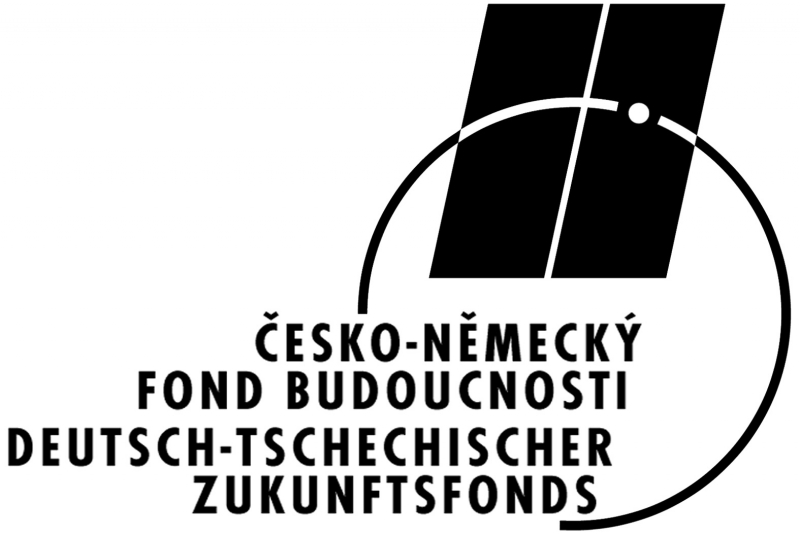 ČESKO-NĚMECKÝ
FOND BUDOUCNOSTI
DEUTSCH-TSCHECHISCHER
ZUKUNFTSFONDS